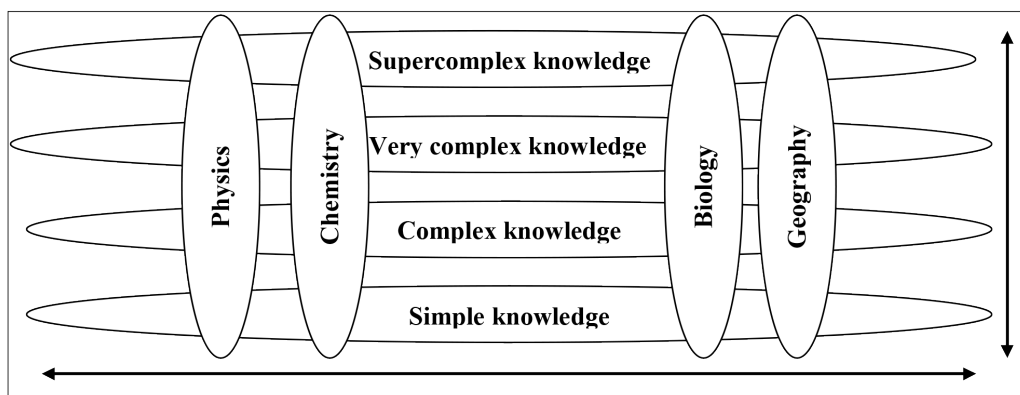 Supercomplex knowledge
Very complex knowledge
Complex knowledge
Simple knowledge
Physics
Chemistry
Biology
Geography